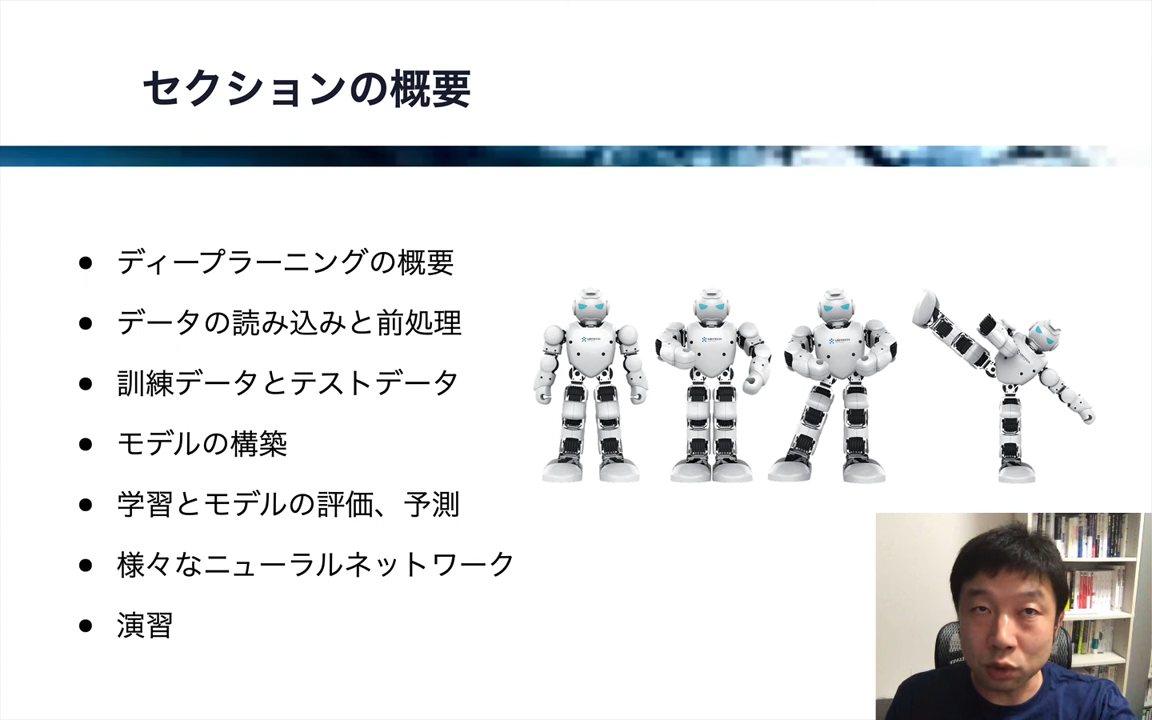 セクションの概要
● ディープラーニングの概要
● データの読み込みと前処理
● 訓練データとテストデータ
● モデルの構築
● 学習とモデルの評価、予測
● 様々なニューラルネットワーク
● 演習